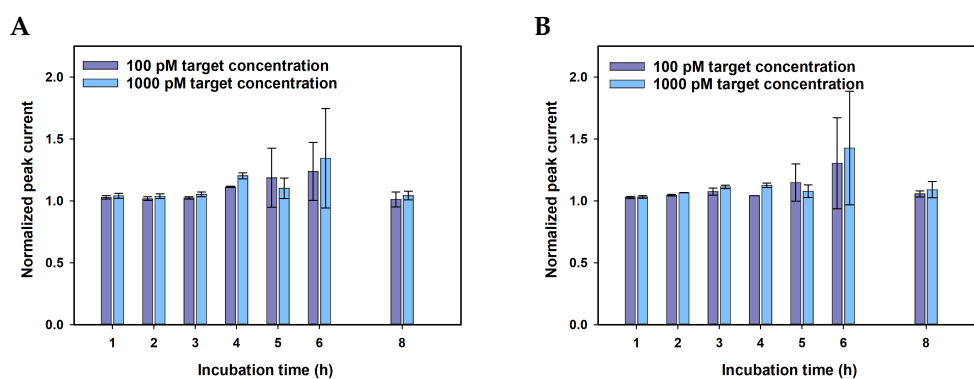 A
100 pM target concentration
1000 pM target concentration
Normalized peak current
2.0
1.5
1.0
0.5
0.0
1 2 3 4 5 6 8
Incubation time (h)
B
100 pM target concentration
1000 pM target concentration
Normalized peak current
2.0
1.5
1.0
0.5
0.0
1 2 3 4 5 6 8
Incubation time (h)